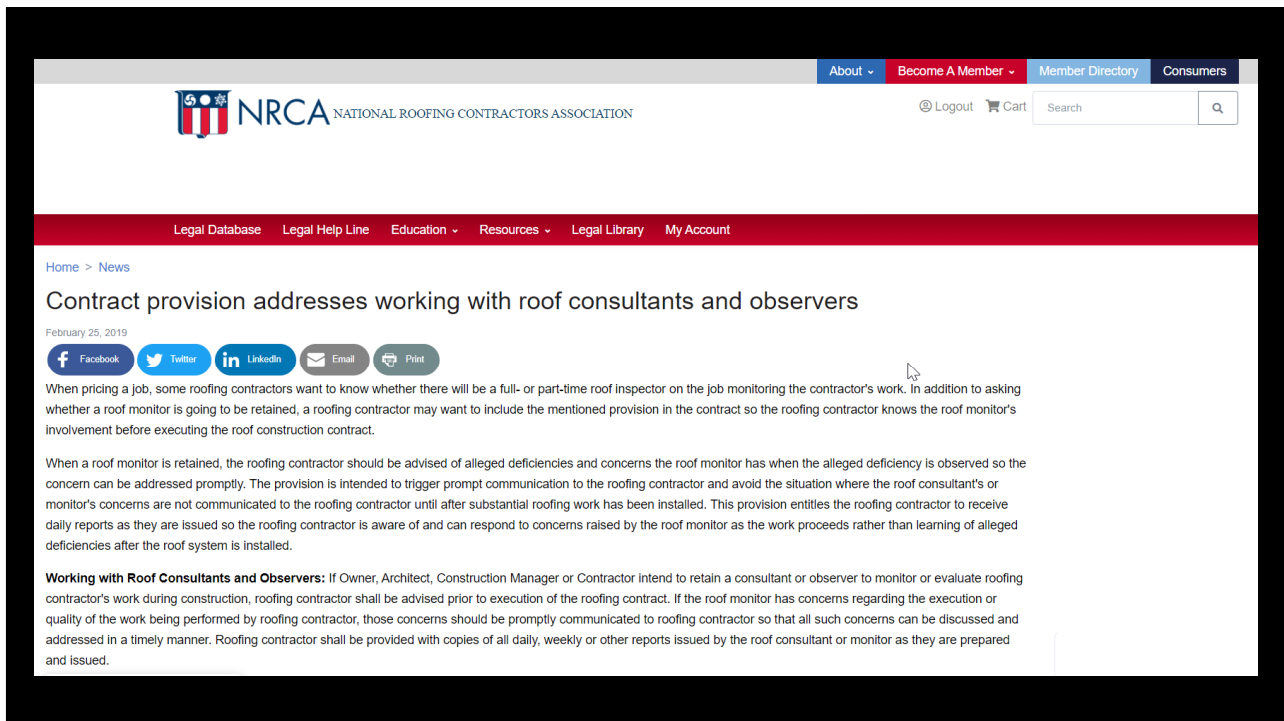 About
Become A Member
Member Directory
Consumers
NRCA NATIONAL ROOFING CONTRACTORS ASSOCIATION
Logout
Cart
Search
Legal Database
Legal Help Line
Education
Resources
Legal Library
My Account
Home > News
Contract provision addresses working with roof consultants and observers
February 25, 2019
Facebook
Twitter
LinkedIn
Email
Print
When pricing a job, some roofing contractors want to know whether there will be a full- or part-time roof inspector on the job monitoring the contractor's work. In addition to asking
whether a roof monitor is going to be retained, a roofing contractor may want to include the mentioned provision in the contract so the roofing contractor knows the roof monitor's
involvement before executing the roof construction contract.
When a roof monitor is retained, the roofing contractor should be advised of alleged deficiencies and concerns the roof monitor has when the alleged deficiency is observed so the
concern can be addressed promptly. The provision is intended to trigger prompt communication to the roofing contractor and avoid the situation where the roof consultant's or
monitor's concerns are not communicated to the roofing contractor until after substantial roofing work has been installed. This provision entitles the roofing contractor to receive
daily reports as they are issued so the roofing contractor is aware of and can respond to concerns raised by the roof monitor as the work proceeds rather than learning of alleged
deficiencies after the roof system is installed.
Working with Roof Consultants and Observers: If Owner, Architect, Construction Manager or Contractor intend to retain a consultant or observer to monitor or evaluate roofing
contractor's work during construction, roofing contractor shall be advised prior to execution of the roofing contract. If the roof monitor has concerns regarding the execution or
quality of the work being performed by roofing contractor, those concerns should be promptly communicated to roofing contractor so that all such concerns can be discussed and
addressed in a timely manner. Roofing contractor shall be provided with copies of all daily, weekly or other reports issued by the roof consultant or monitor as they are prepared
and issued.